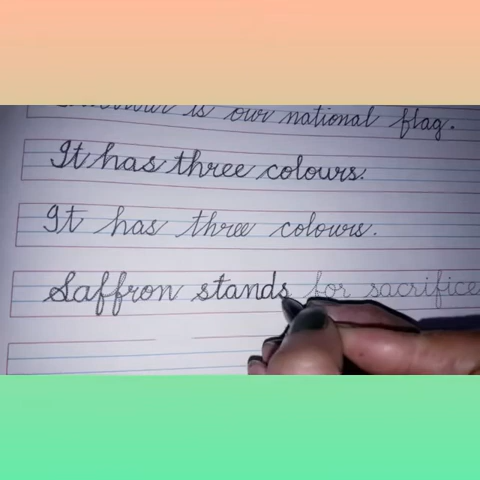 is our national flag.
It has three colours.
It has three colours.
Saffron stands for sacrifice